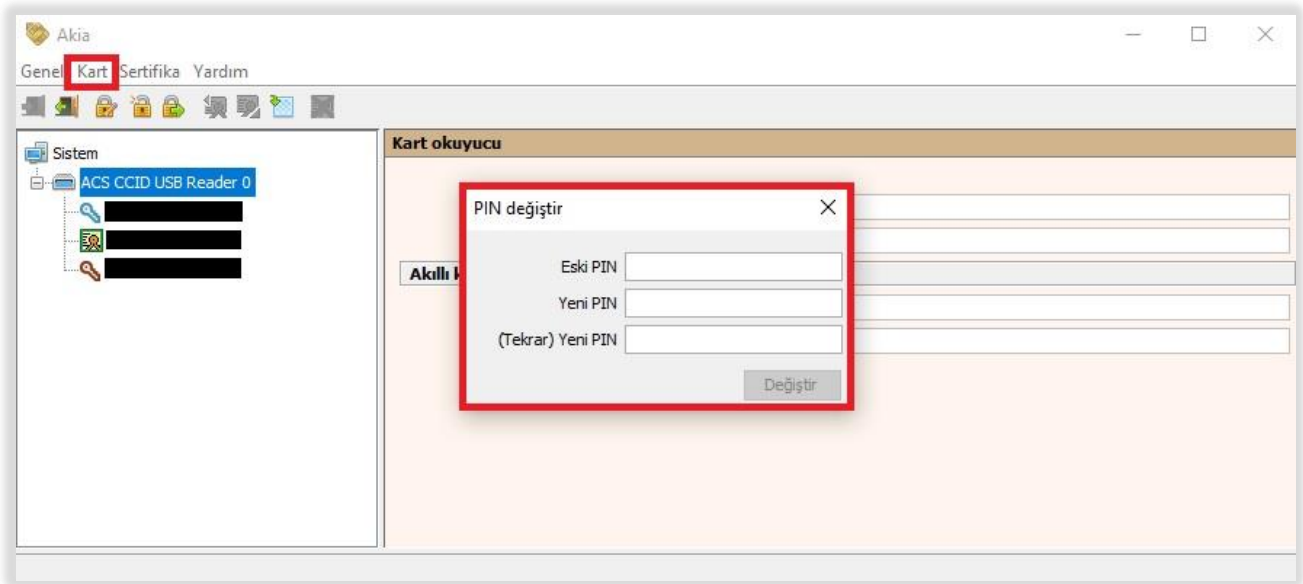 Akia
Genel Kart Sertifika Yardım
Sistem
ACS CCID USB Reader 0
Kart okuyucu
Akıllı
PIN değiştir
Eski PIN
Yeni PIN
(Tekrar) Yeni PIN
Değiştir